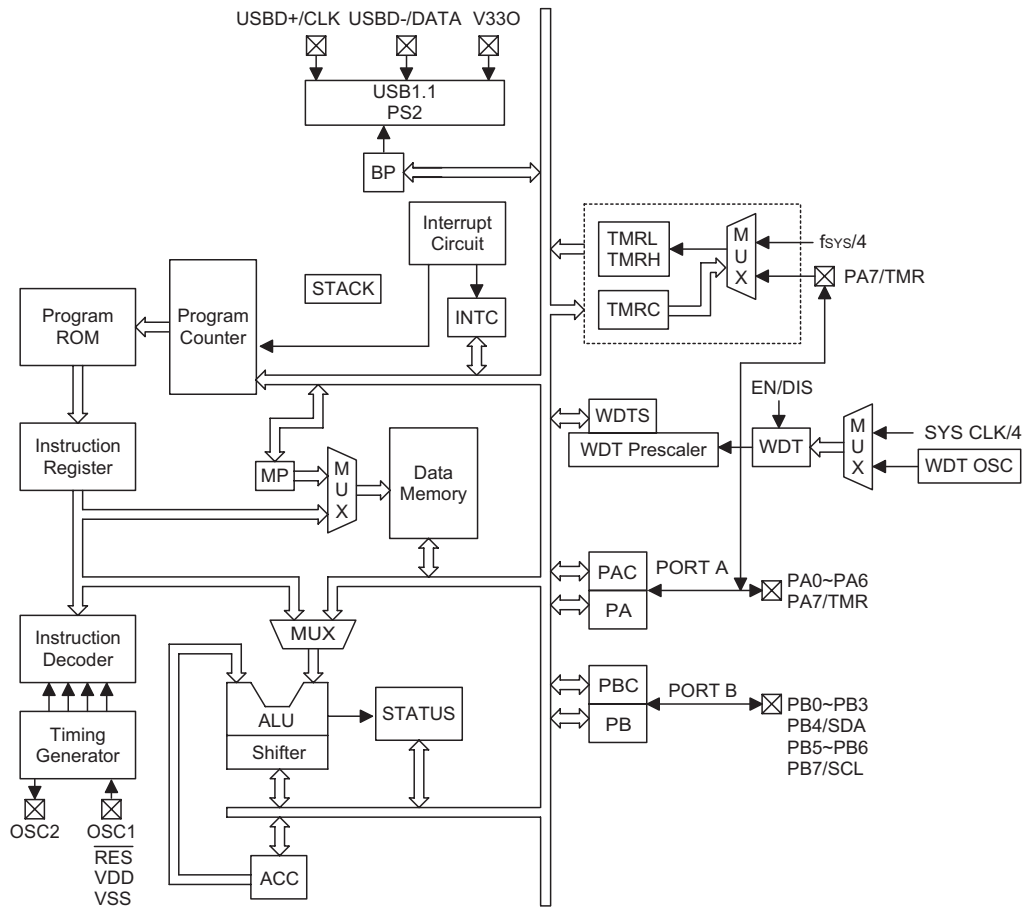 USBD+/CLK USBD-/DATA V33O
USB1.1
PS2
BP
Interrupt
Circuit
STACK
INTC
Program
ROM
Program
Counter
TMRL
TMRH
TMRC
M
U
X
fSYS/4
PA7/TMR
Instruction
Register
MP
M
U
X
Data
Memory
WDTS
WDT Prescaler
EN/DIS
WDT
M
U
X
SYS CLK/4
WDT OSC
PAC
PA
PORT A
PA0~PA6
PA7/TMR
Instruction
Decoder
MUX
ALU
Shifter
STATUS
PBC
PB
PORT B
PB0~PB3
PB4/SDA
PB5~PB6
PB7/SCL
Timing
Generator
OSC2
OSC1
RES
VDD
VSS
ACC